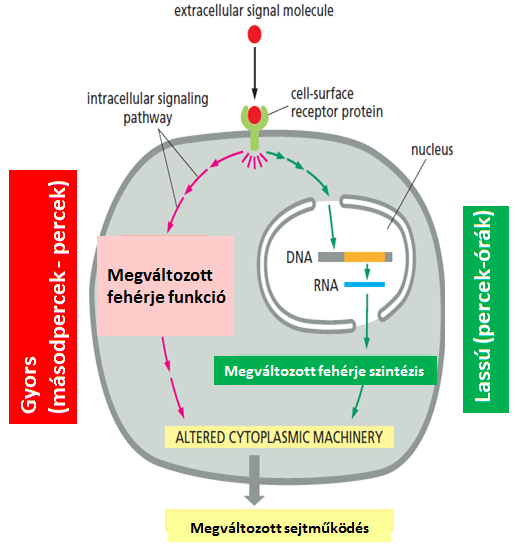 extracellular signal molecule
intracellular signaling
pathway
cell-surface
receptor protein
nucleus
Gyors
(másodpercek - percek)
Megváltozott
fehérje funkció
DNA
RNA
Lassú (percek-órák)
Megváltozott fehérje szintézis
ALTERED CYTOPLASMIC MACHINERY
Megváltozott sejtműködés